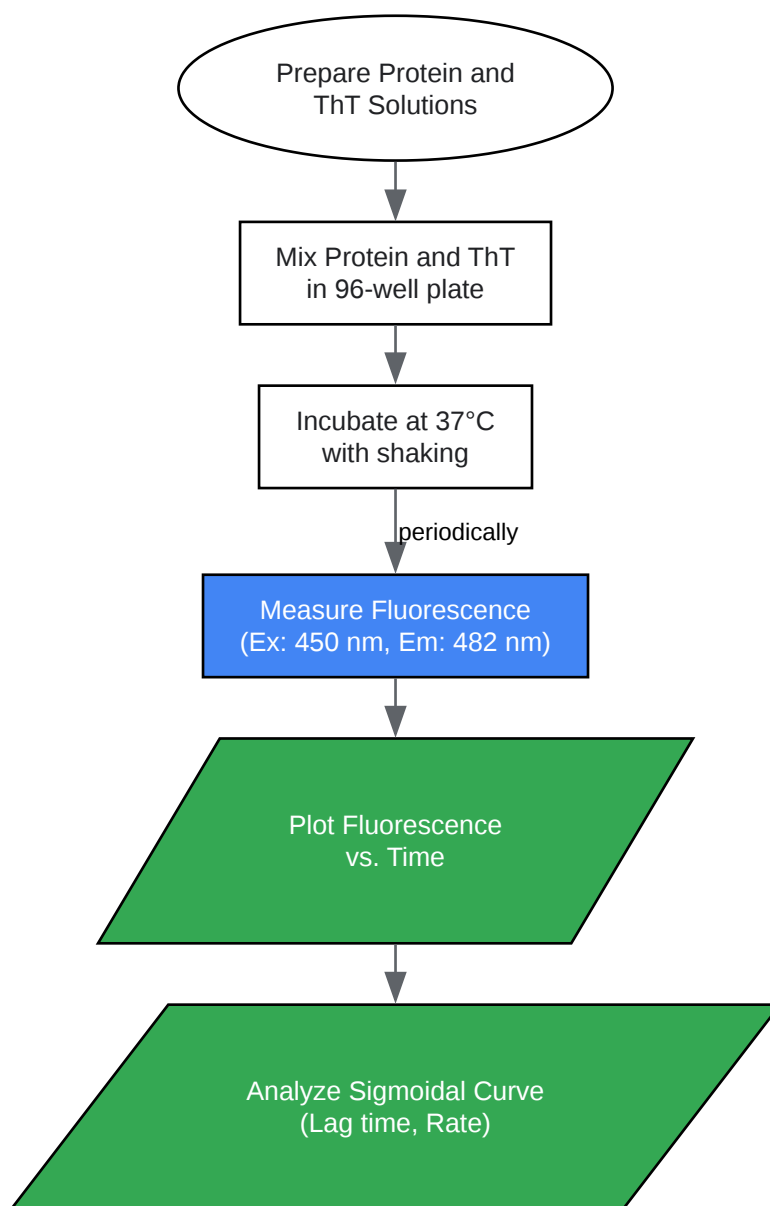 Prepare Protein and
ThT Solutions
Mix Protein and ThT
in 96-well plate
Incubate at 37°C
with shaking
periodically
Measure Fluorescence
(Ex: 450 nm, Em: 482 nm)
Plot Fluorescence
vs. Time
Analyze Sigmoidal Curve
(Lag time, Rate)